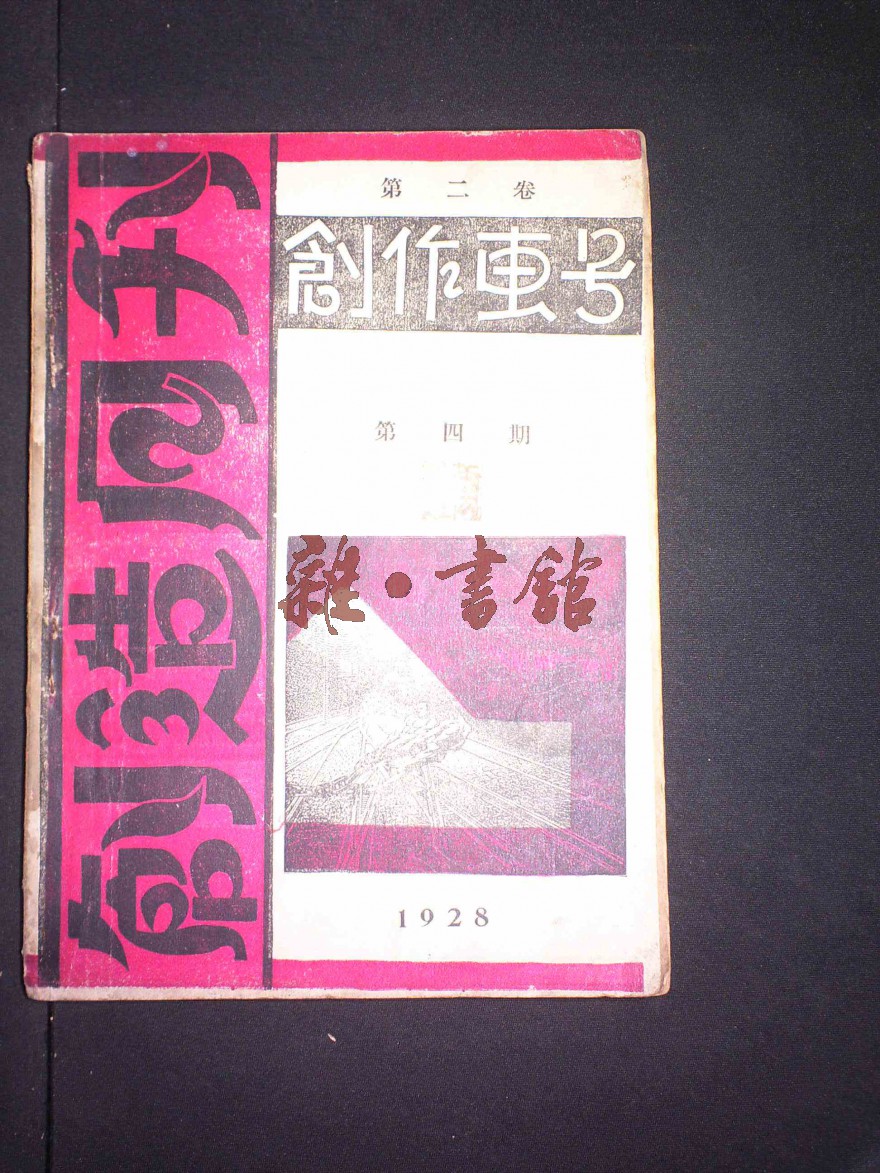 創造月刊
第二卷
創作專号
第四期
雜·書館
1928